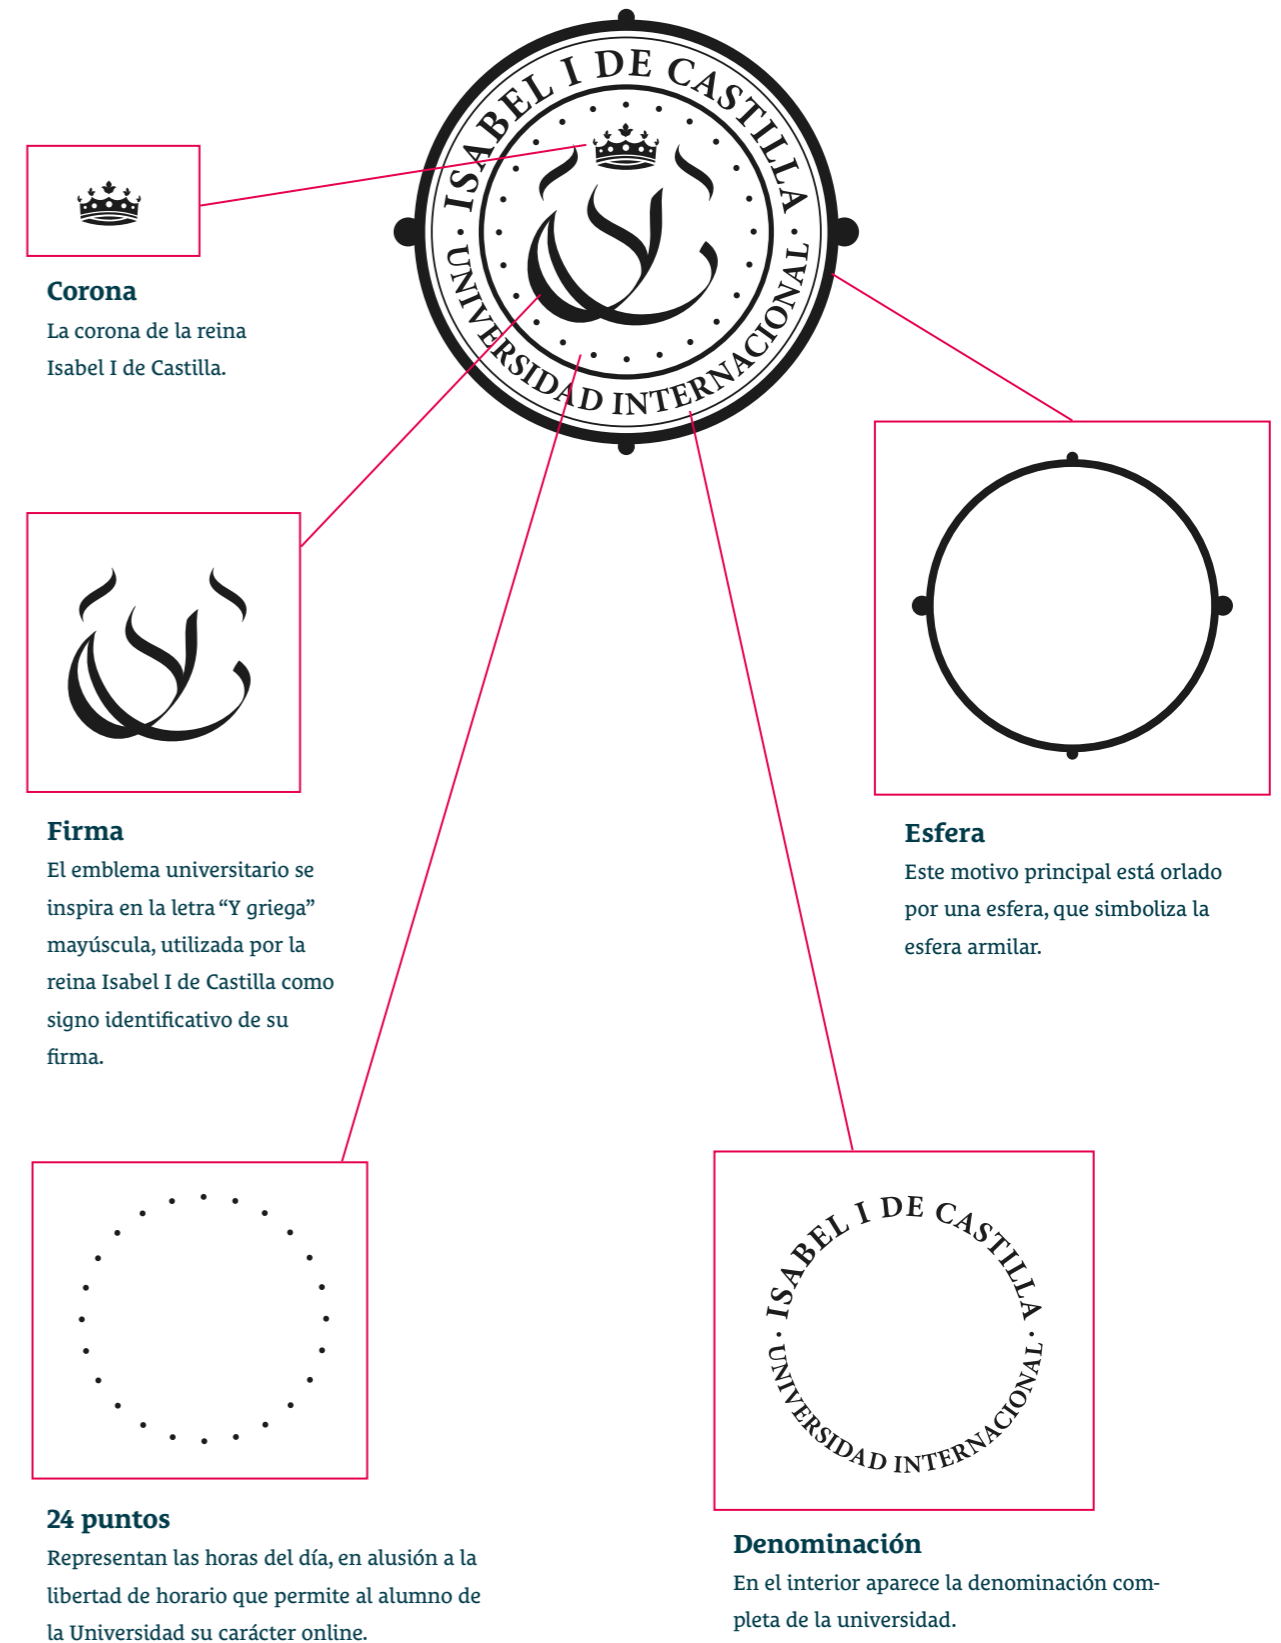 ISABEL I DE CASTILLA
· UNIVERSIDAD INTERNACIONAL ·
Corona
La corona de la reina
Isabel I de Castilla.
Firma
El emblema universitario se
inspira en la letra “Y griega”
mayúscula, utilizada por la
reina Isabel I de Castilla como
signo identificativo de su
firma.
Esfera
Este motivo principal está orlado
por una esfera, que simboliza la
esfera armilar.
24 puntos
Representan las horas del día, en alusión a la
libertad de horario que permite al alumno de
la Universidad su carácter online.
ISABEL I DE CASTILLA
· UNIVERSIDAD INTERNACIONAL ·
Denominación
En el interior aparece la denominación com-
pleta de la universidad.